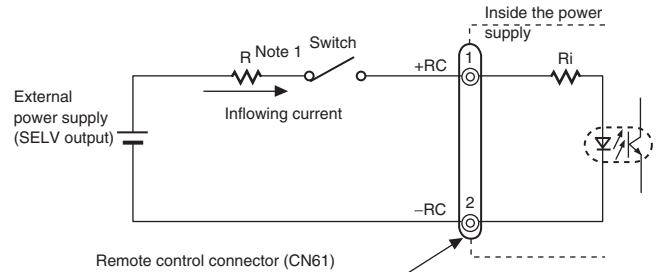 Inside the power
supply
R Note 1 Switch
+RC
1
Ri
External
power supply
(SELV output)
Inflowing current
−RC
2
Remote control connector (CN61)